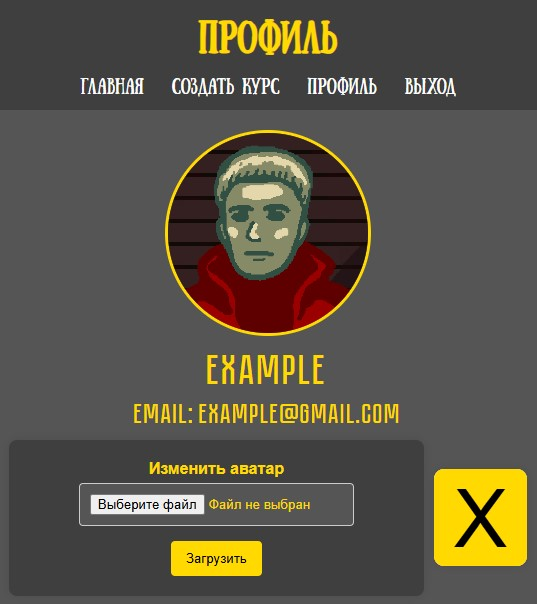 ПРОФИЛЬ
ГЛАВНАЯ СОЗДАТЬ КУРС ПРОФИЛЬ ВЫХОД
EXAMPLE
EMAIL: EXAMPLE@GMAIL.COM
Изменить аватар
Выберите файл Файл не выбран
X
Загрузить